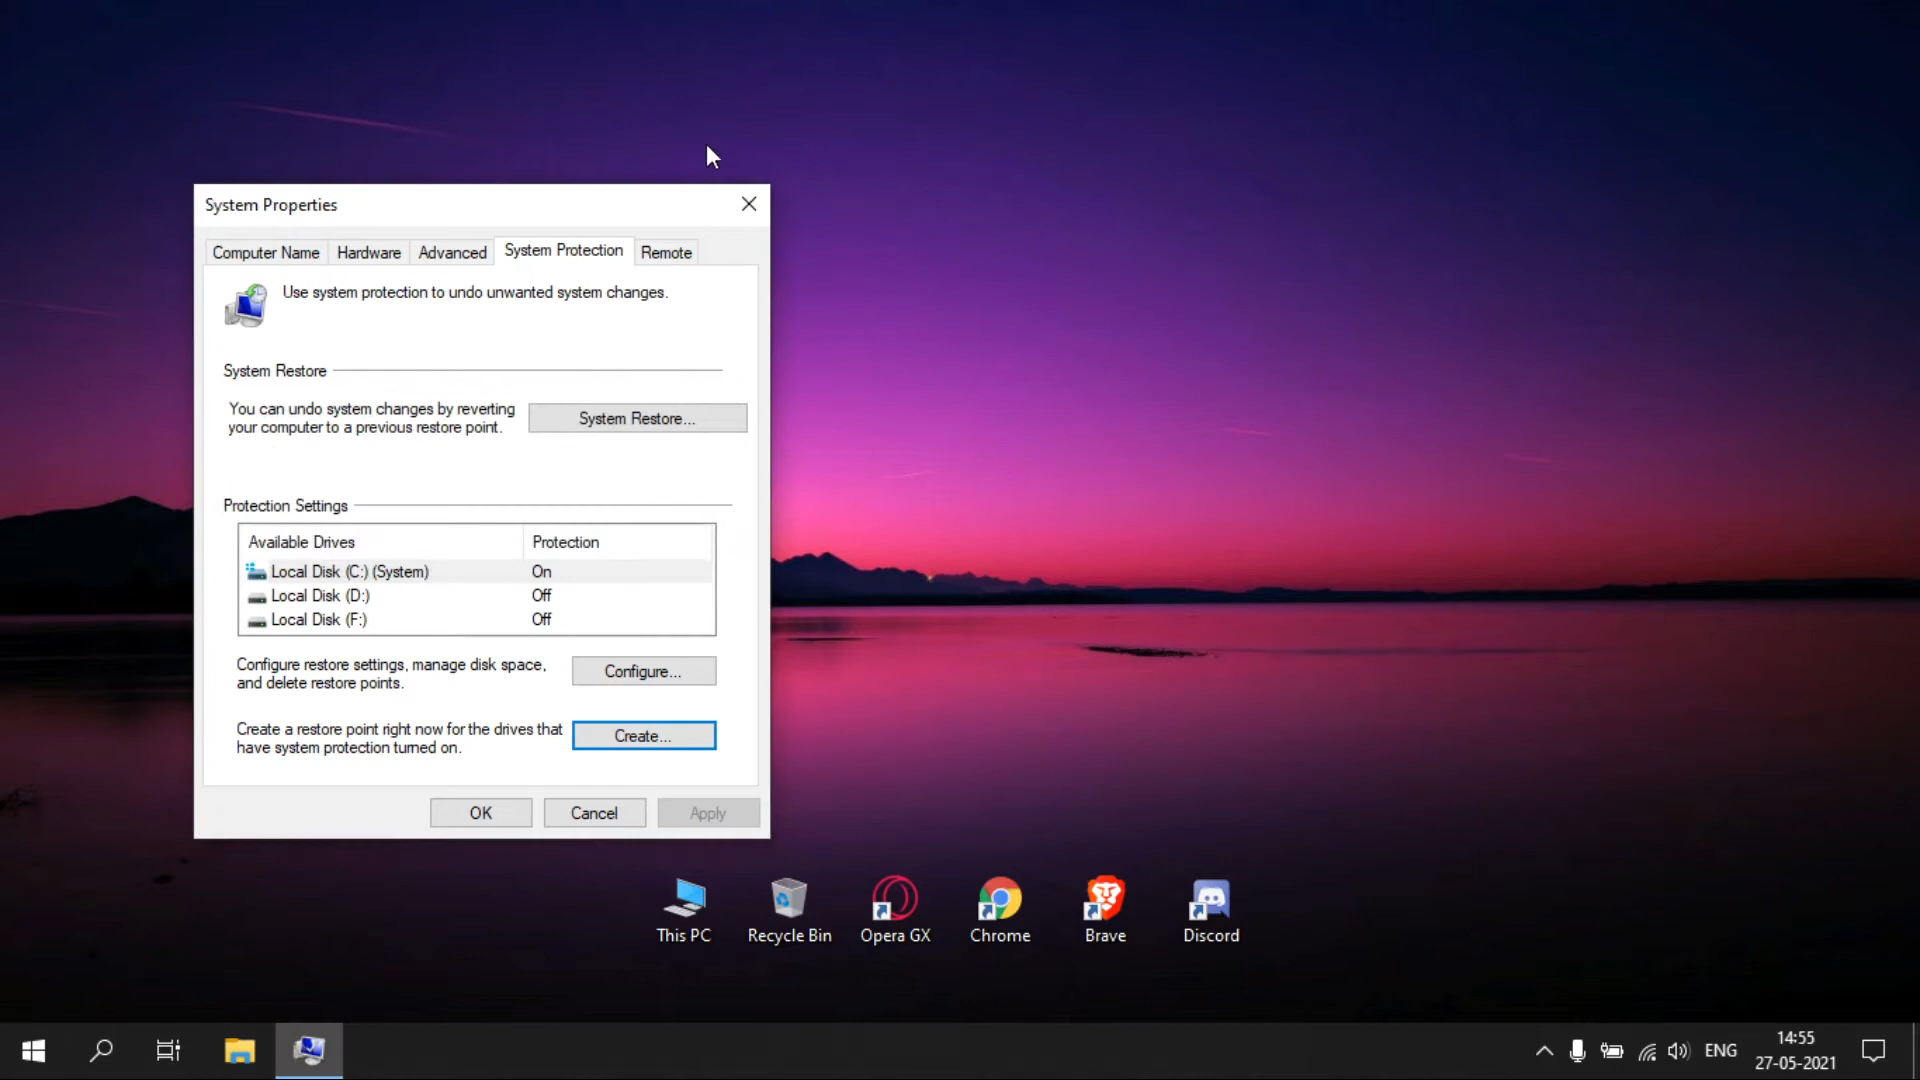 System Properties
Computer Name Hardware Advanced System Protection Remote
Use system protection to undo unwanted system changes.
System Restore
You can undo system changes by reverting
your computer to a previous restore point.
System Restore...
Protection Settings
Available Drives Protection
Local Disk (C:) (System) On
Local Disk (D:) Off
Local Disk (F:) Off
Configure restore settings, manage disk space,
and delete restore points.
Configure...
Create a restore point right now for the drives that
have system protection turned on.
Create...
OK Cancel Apply
This PC Recycle Bin Opera GX Chrome Brave Discord
ENG
14:55
27-05-2021